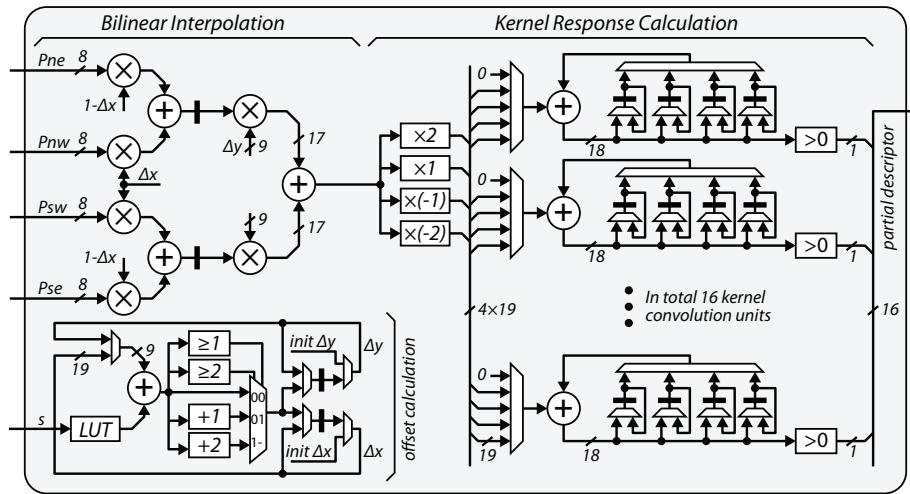 Bilinear Interpolation
Kernel Response Calculation
Pne 8
1-Δx
Pnw 8
Δx
Psw 8
1-Δx
Pse 8
×
×
×
×
+
+
×
Δy 9
9
×
17
+
17
×2
×1
×(-1)
×(-2)
4×19
0
+
18
>0
1
0
+
18
>0
1
In total 16 kernel
convolution units
0
19
+
18
>0
1
partial descriptor
16
19
9
+
s
LUT
≥1
≥2
+1
+2
00
01
1-
init Δy
Δy
init Δx
Δx
offset calculation